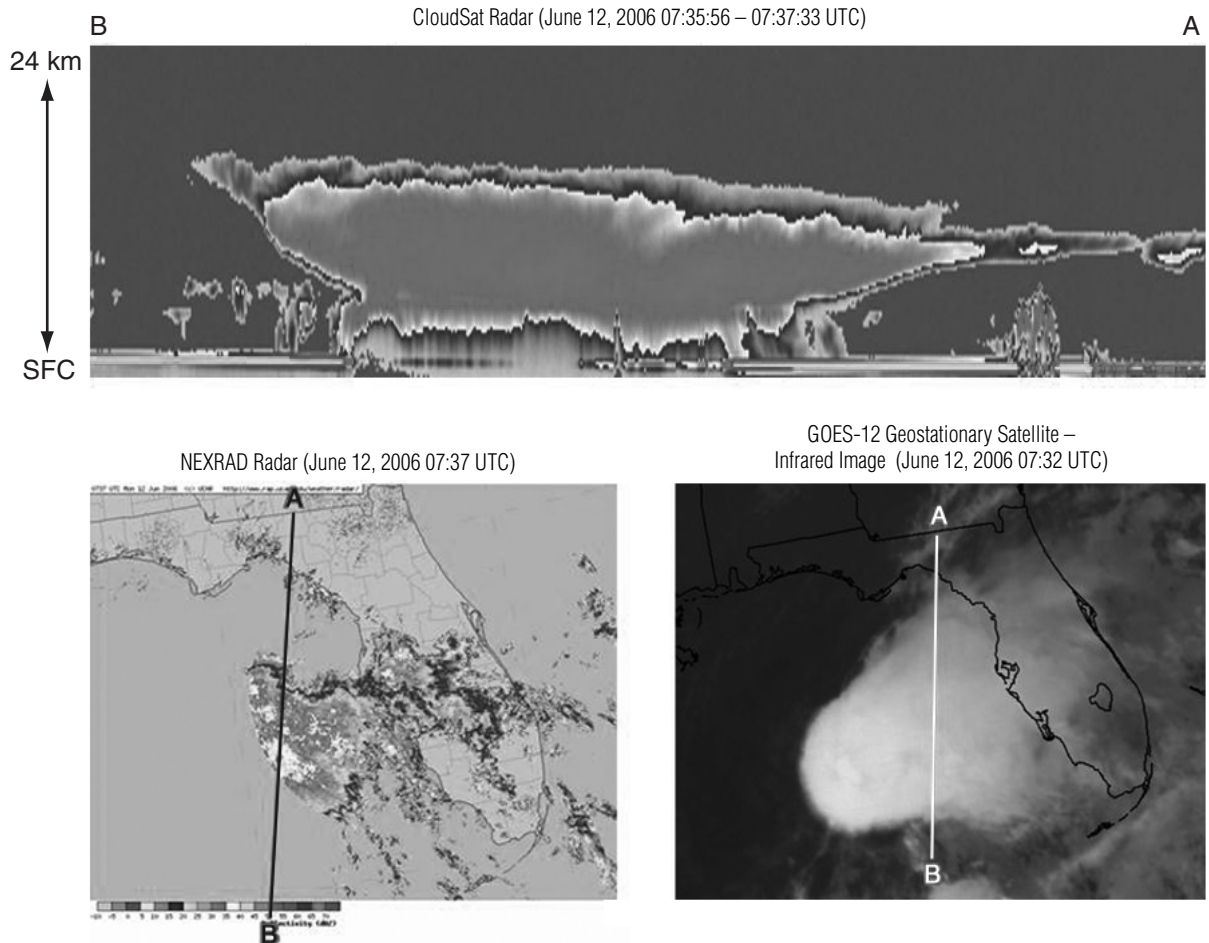 CloudSat Radar (June 12, 2006 07:35:56 – 07:37:33 UTC)
B
A
24 km
SFC
NEXRAD Radar (June 12, 2006 07:37 UTC)
A
B
GOES-12 Geostationary Satellite –
Infrared Image (June 12, 2006 07:32 UTC)
A
B